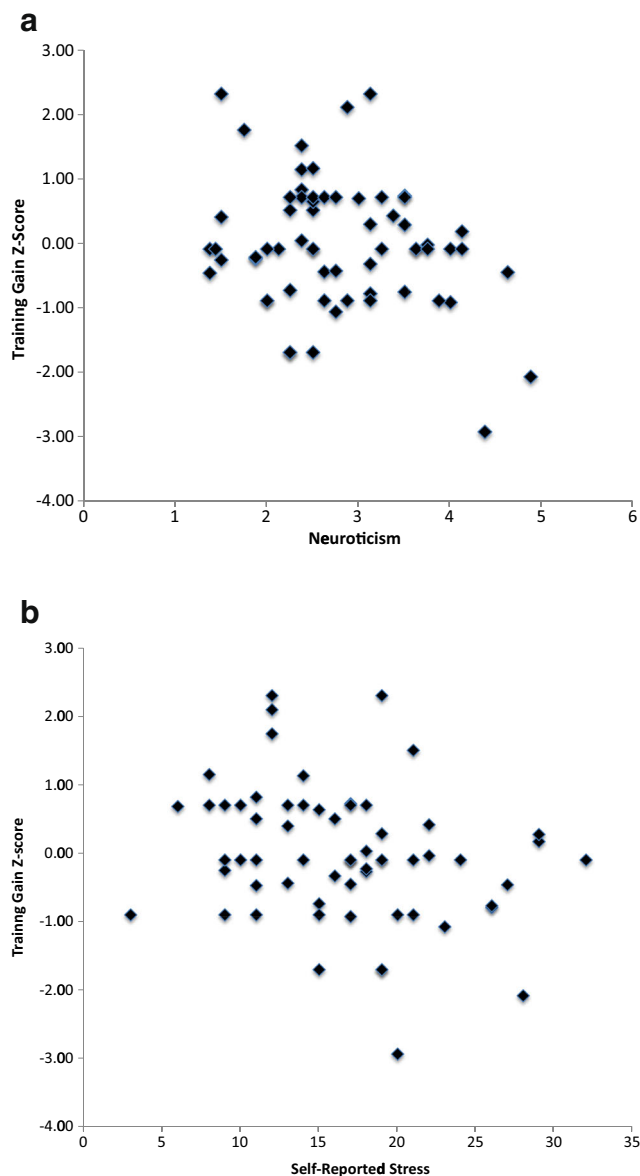 a
3.00
2.00
1.00
0.00
-1.00
-2.00
-3.00
-4.00
Training Gain Z-Score
0 1 2 3 4 5 6
Neuroticism
b
3.00
2.00
1.00
0.00
-1.00
-2.00
-3.00
-4.00
Trainng Gain Z-score
0 5 10 15 20 25 30 35
Self-Reported Stress